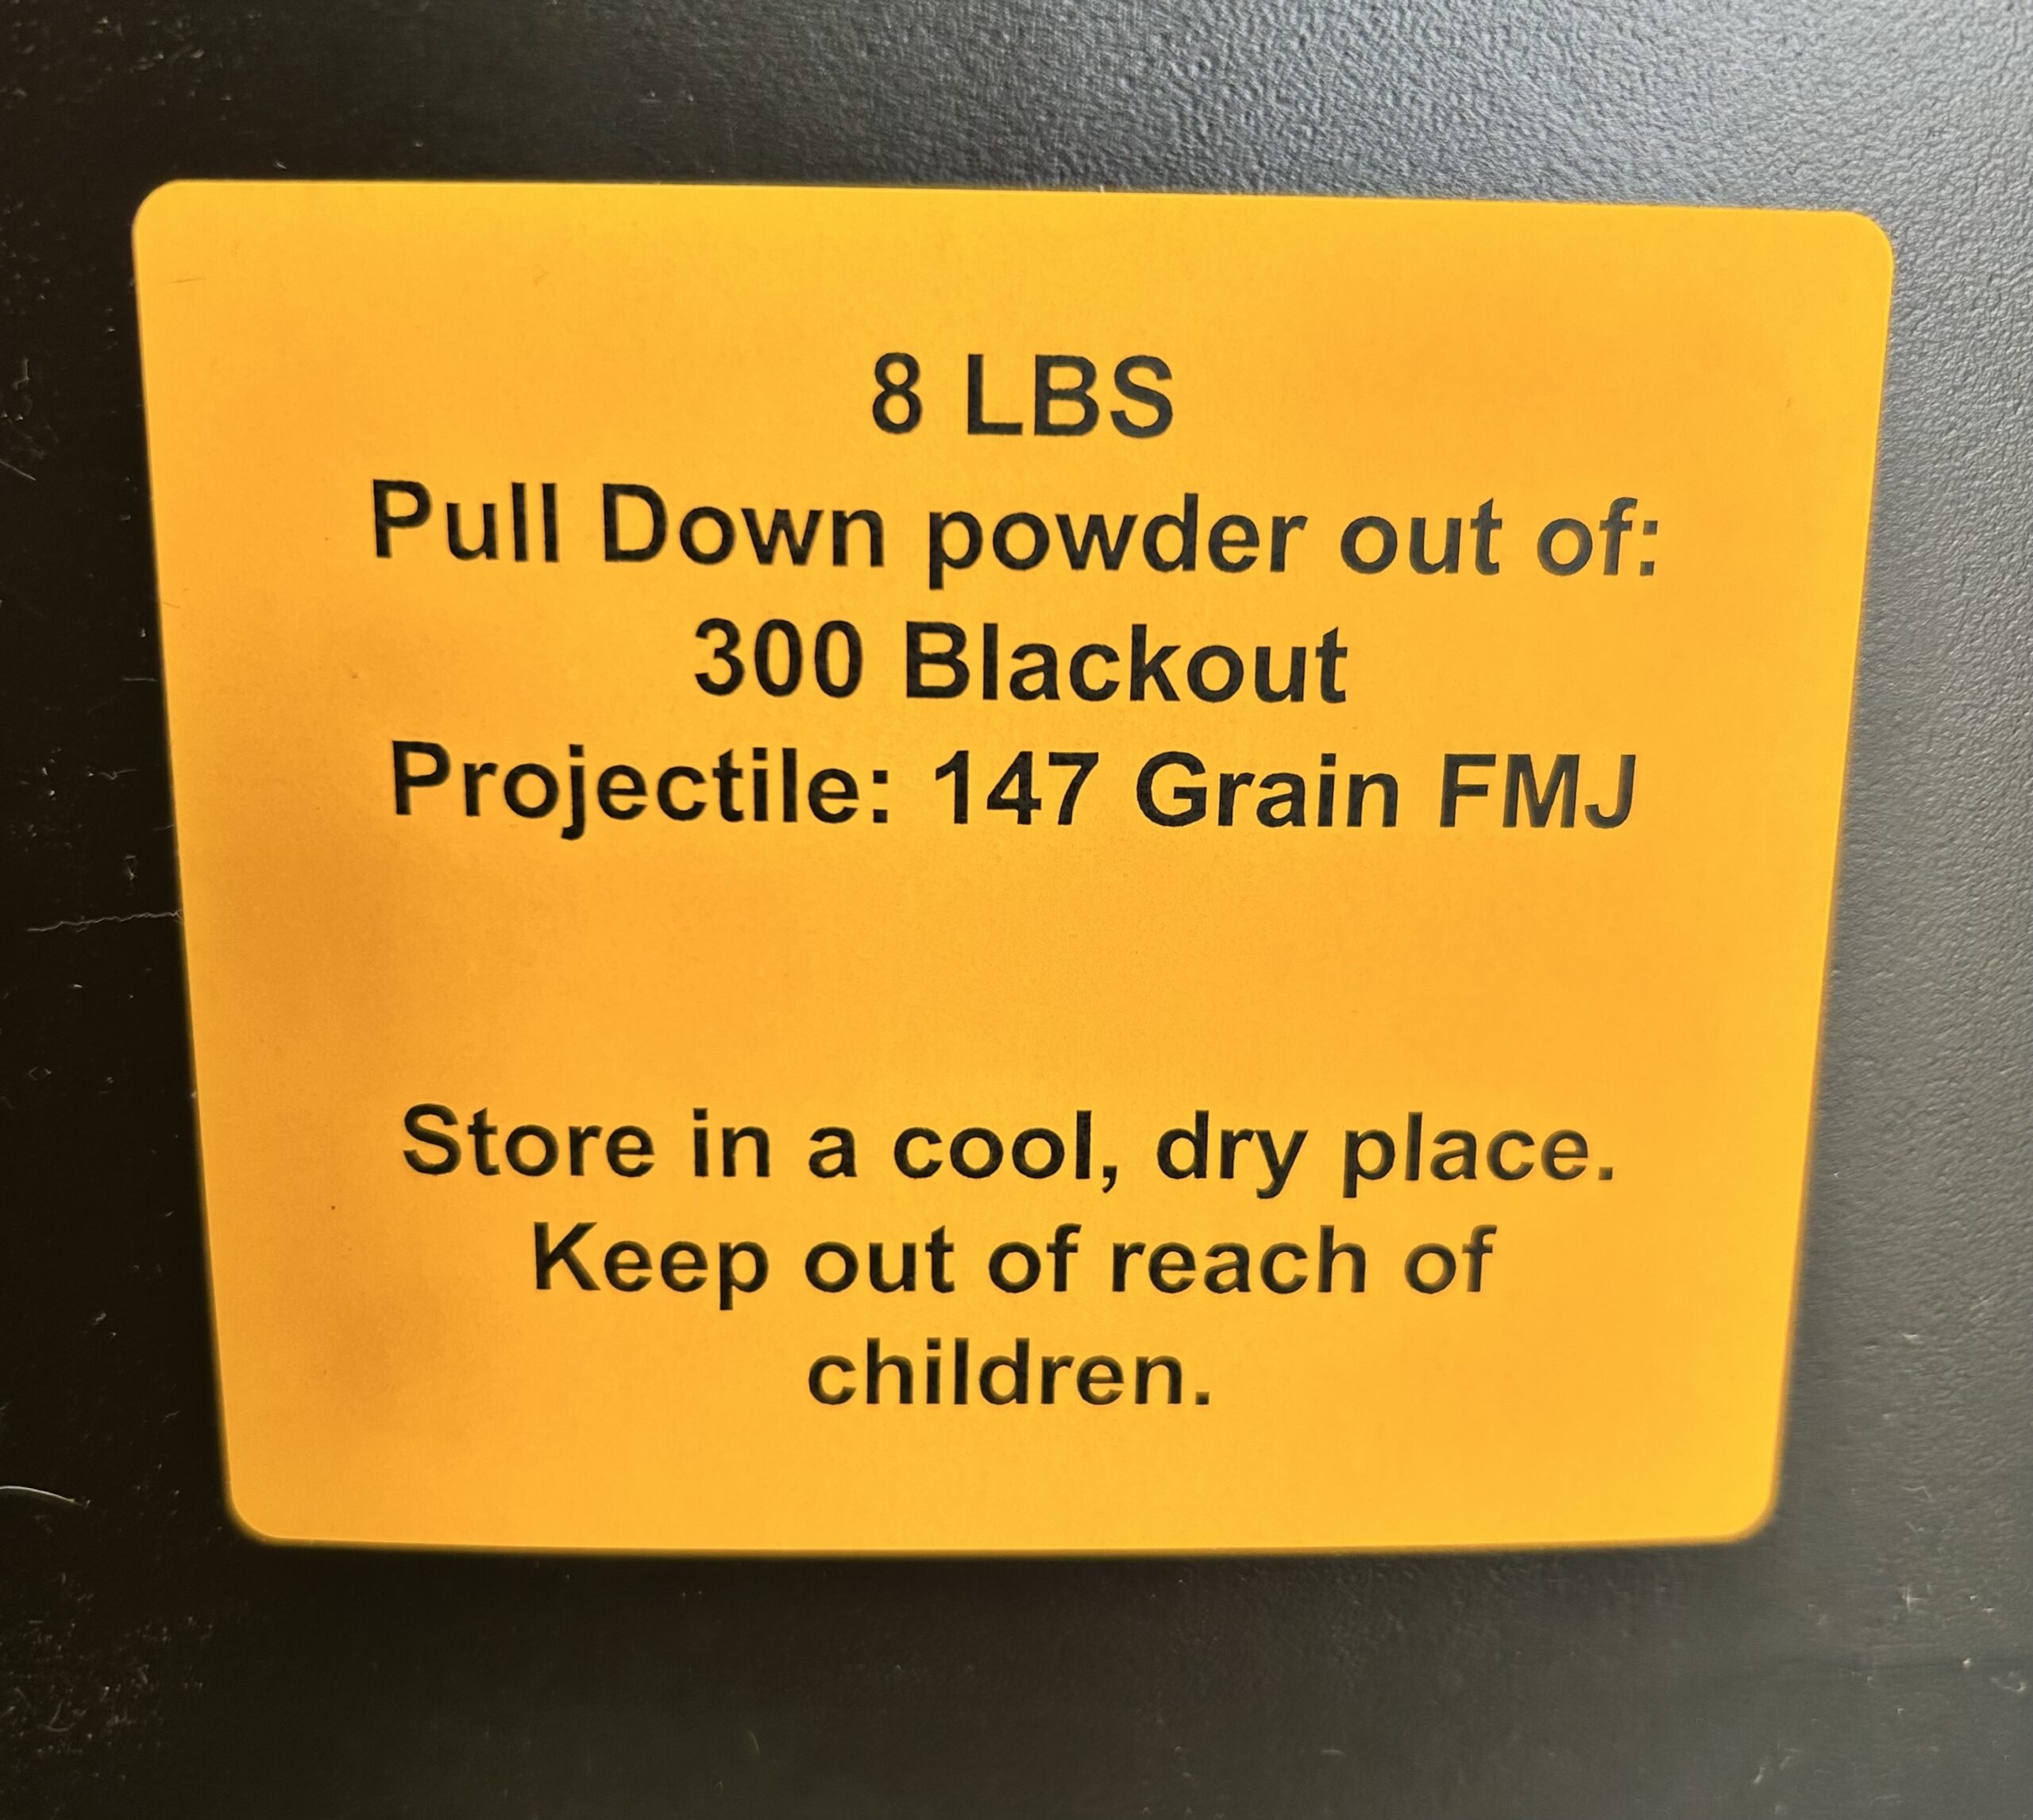 8 LBS
Pull Down powder out of:
300 Blackout
Projectile: 147 Grain FMJ
Store in a cool, dry place.
Keep out of reach of
children.